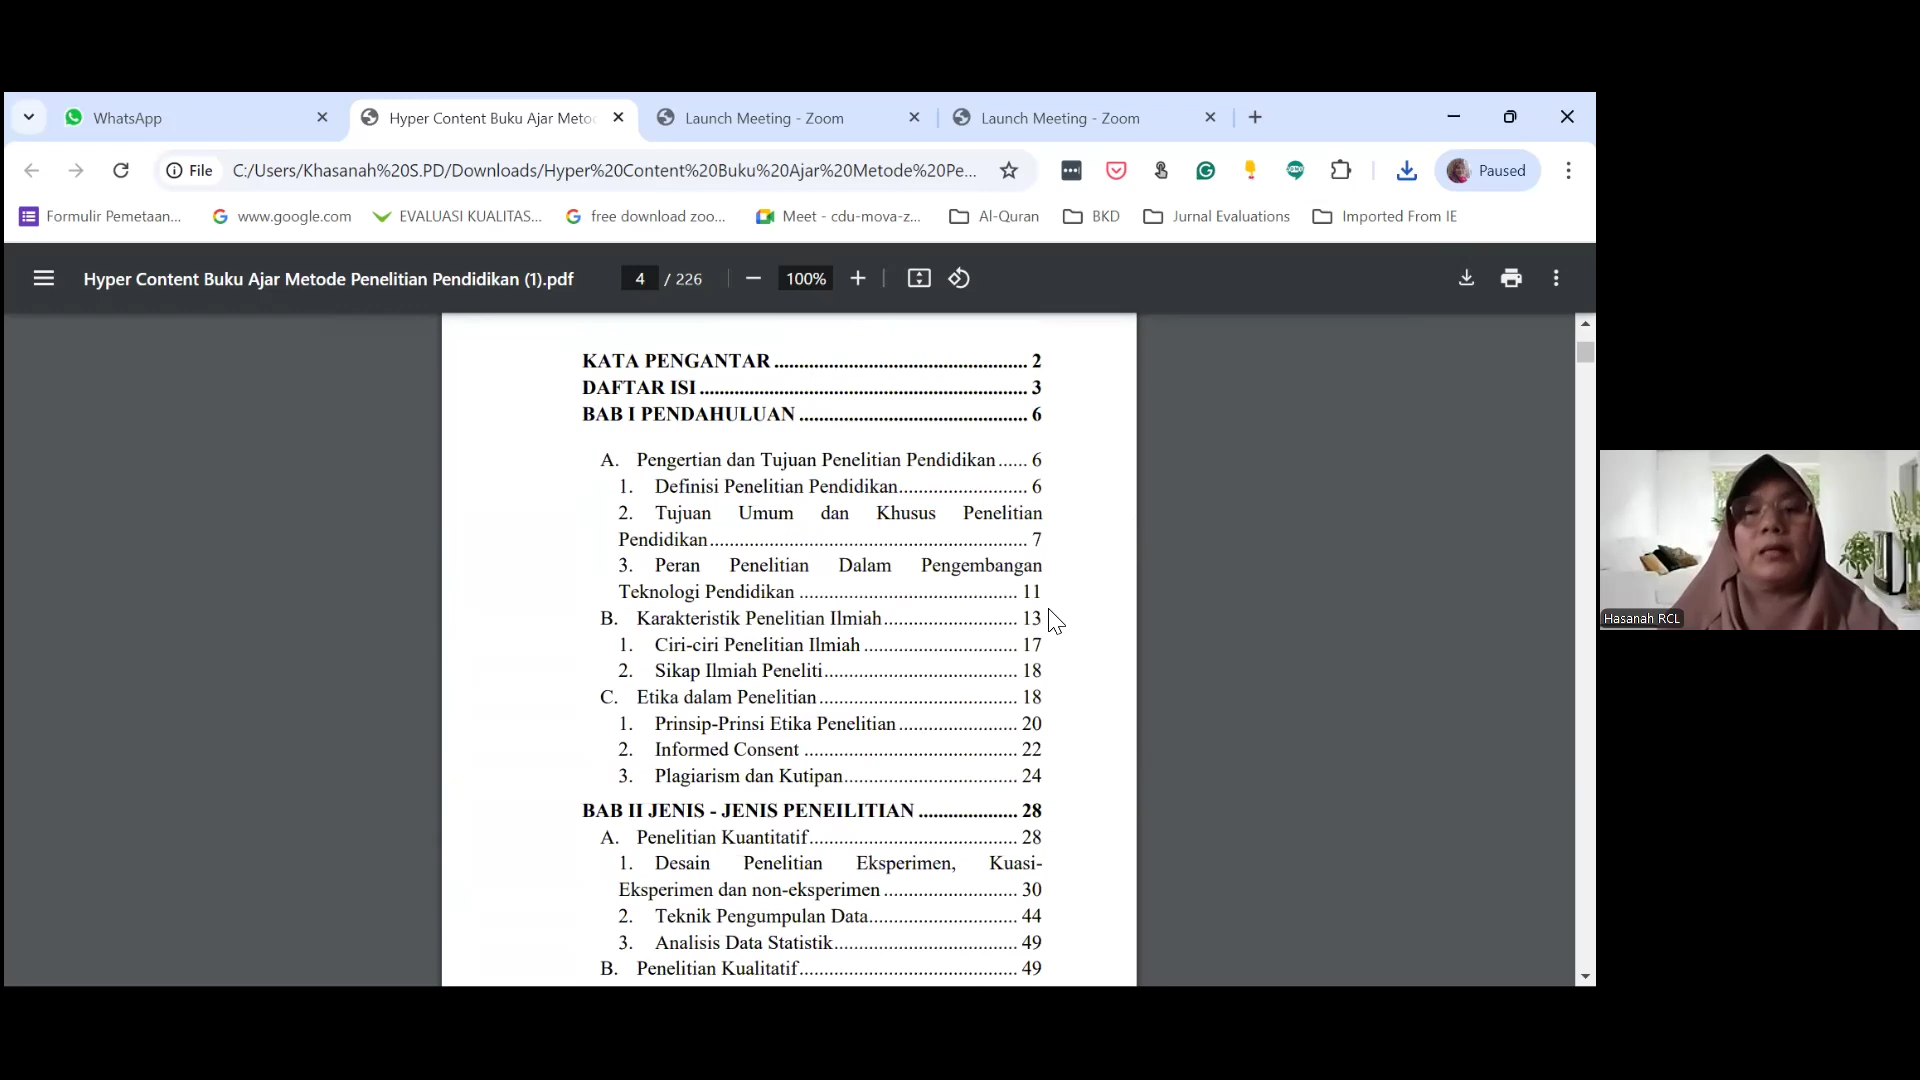 WhatsApp
Hyper Content Buku Ajar Meto
Launch Meeting - Zoom
Launch Meeting - Zoom
File
C:/Users/Khasanah%20S.PD/Downloads/Hyper%20Content%20Buku%20Ajar%20Metode%20Pe...
Paused
Formulir Pemetaan...
www.google.com
EVALUASI KUALITAS...
free download zoo...
Meet - cdu-mova-z...
Al-Quran
BKD
Jurnal Evaluations
Imported From IE
Hyper Content Buku Ajar Metode Penelitian Pendidikan (1).pdf
4 / 226
100%
KATA PENGANTAR ........ 2
DAFTAR ISI ........ 3
BAB I PENDAHULUAN ........ 6
A. Pengertian dan Tujuan Penelitian Pendidikan ...... 6
1. Definisi Penelitian Pendidikan ........ 6
2. Tujuan Umum dan Khusus Penelitian
Pendidikan ........ 7
3. Peran Penelitian Dalam Pengembangan
Teknologi Pendidikan ........ 11
B. Karakteristik Penelitian Ilmiah ........ 13
1. Ciri-ciri Penelitian Ilmiah ........ 17
2. Sikap Ilmiah Peneliti ........ 18
C. Etika dalam Penelitian ........ 18
1. Prinsip-Prinsi Etika Penelitian ........ 20
2. Informed Consent ........ 22
3. Plagiarism dan Kutipan ........ 24
BAB II JENIS - JENIS PENEILITIAN ........ 28
A. Penelitian Kuantitatif ........ 28
1. Desain Penelitian Eksperimen, Kuasi-
Eksperimen dan non-eksperimen ........ 30
2. Teknik Pengumpulan Data ........ 44
3. Analisis Data Statistik ........ 49
B. Penelitian Kualitatif ........ 49
Hasanah RCL